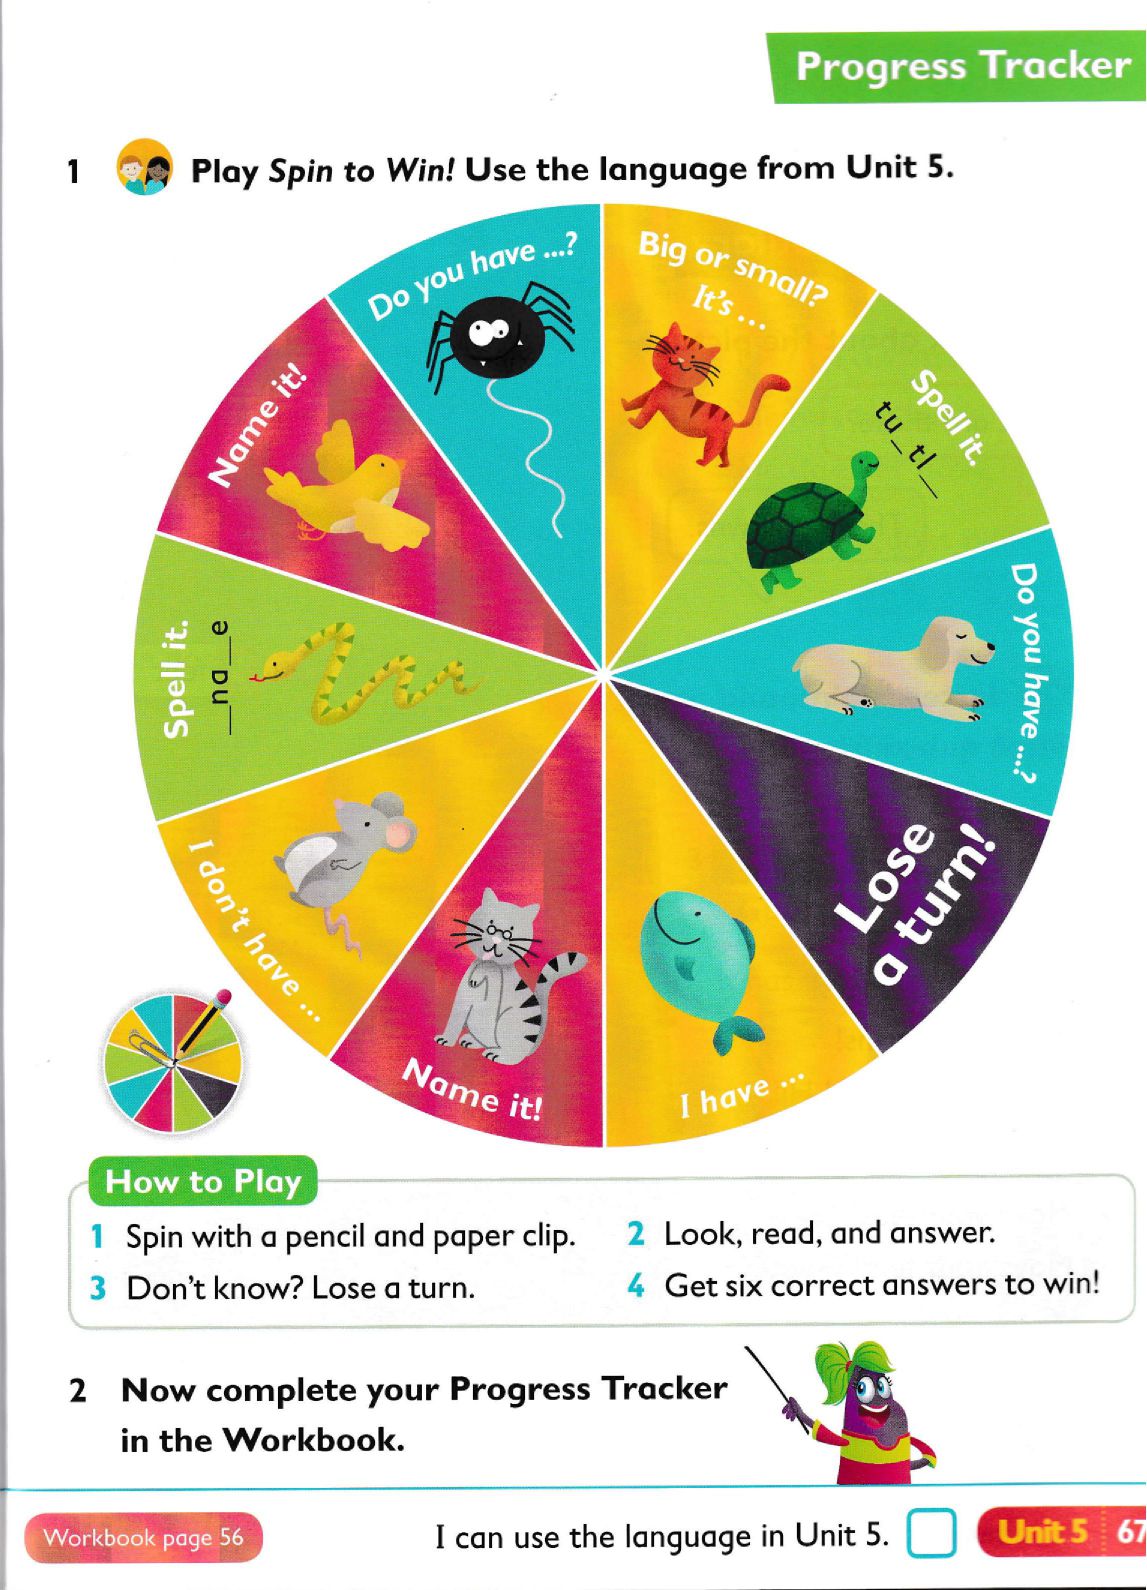 Progress Tracker
1 Play Spin to Win! Use the language from Unit 5.
Do you have ...?
Big or small?
It's ...
Spell it.
tu_tl_
Do you have ...?
Lose
a turn!
I have ...
Name it!
I don't have ...
Spell it.
_na__e
Name it!
How to Play
1 Spin with a pencil and paper clip.
2 Look, read, and answer.
3 Don't know? Lose a turn.
4 Get six correct answers to win!
2 Now complete your Progress Tracker
in the Workbook.
Workbook page 56
I can use the language in Unit 5.
Unit 5 67